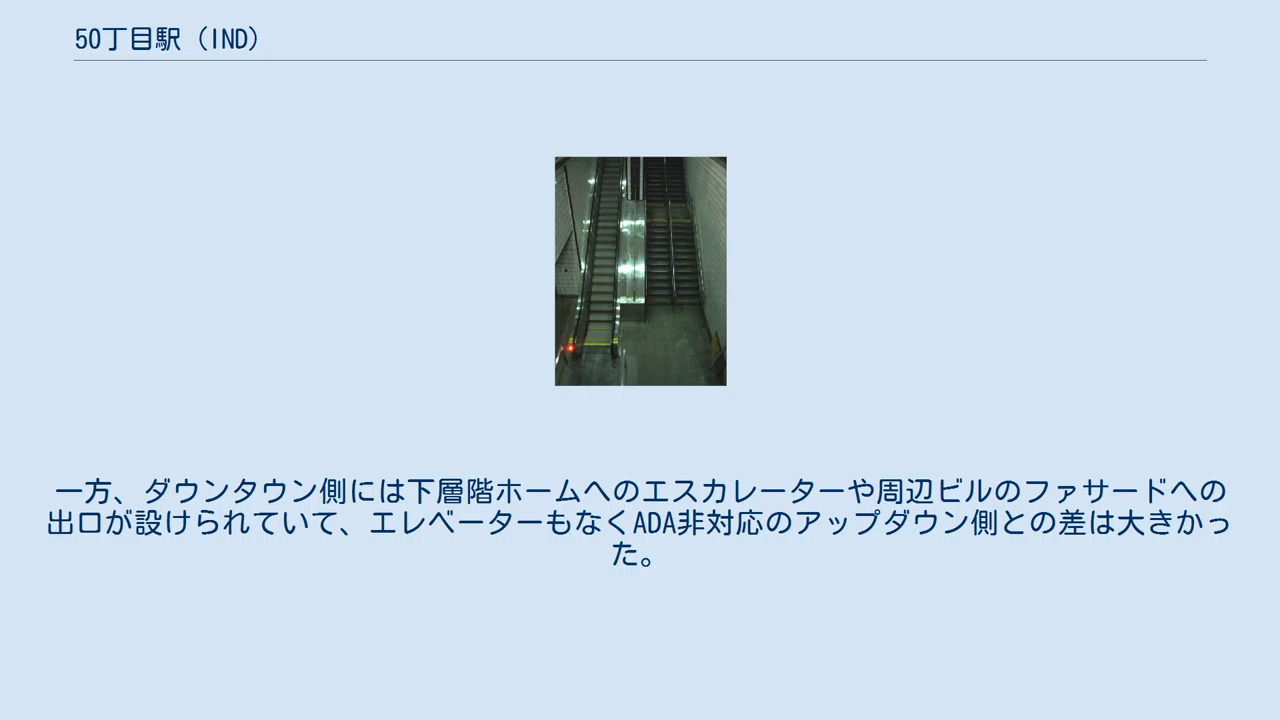 50丁目駅（IND）
一方、ダウンタウン側には下層階ホームへのエスカレーターや周辺ビルのファサードへの
出口が設けられていて、エレベーターもなくADA非対応のアップダウン側との差は大きかっ
た。